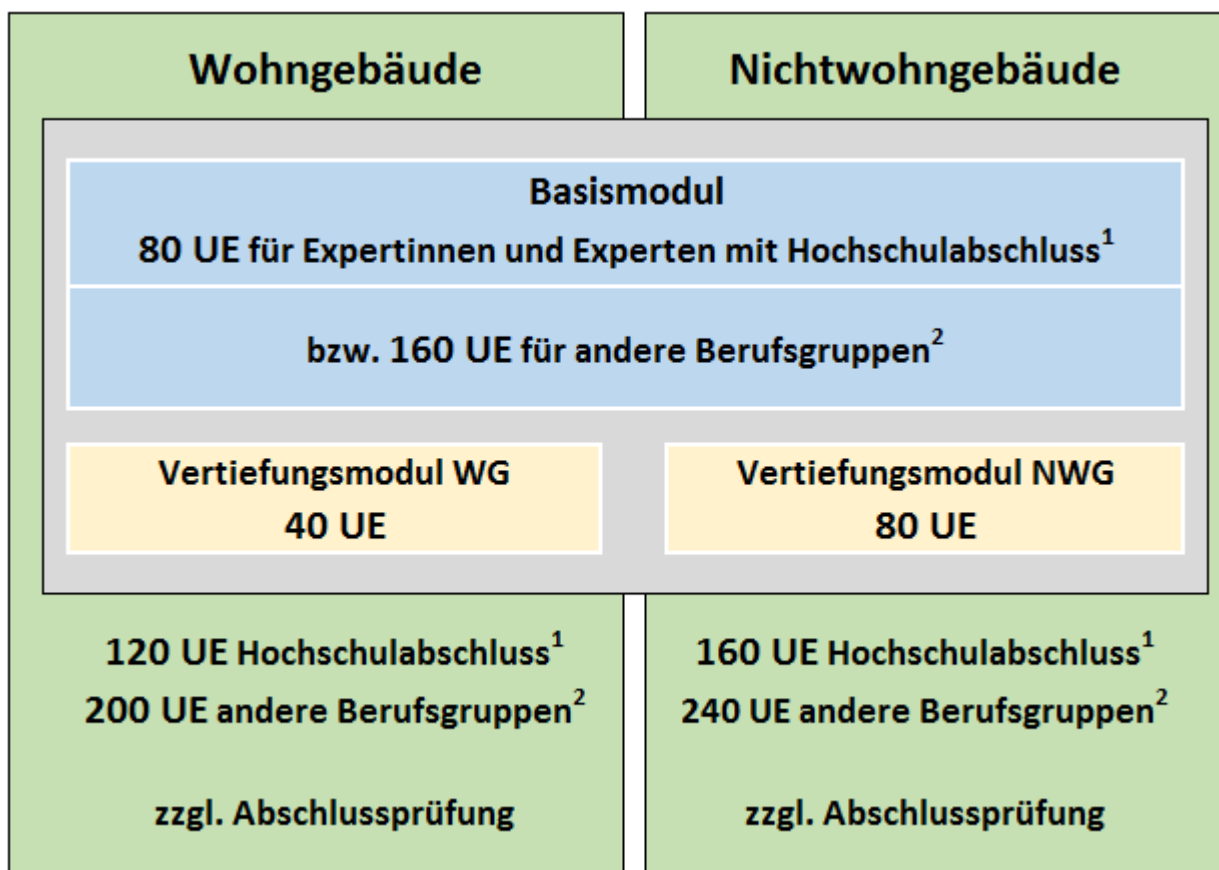 Wohngebäude
Nichtwohngebäude
Basismodul
80 UE für Expertinnen und Experten mit Hochschulabschluss¹
bzw. 160 UE für andere Berufsgruppen²
Vertiefungsmodul WG
40 UE
Vertiefungsmodul NWG
80 UE
120 UE Hochschulabschluss¹
200 UE andere Berufsgruppen²
zzgl. Abschlussprüfung
160 UE Hochschulabschluss¹
240 UE andere Berufsgruppen²
zzgl. Abschlussprüfung